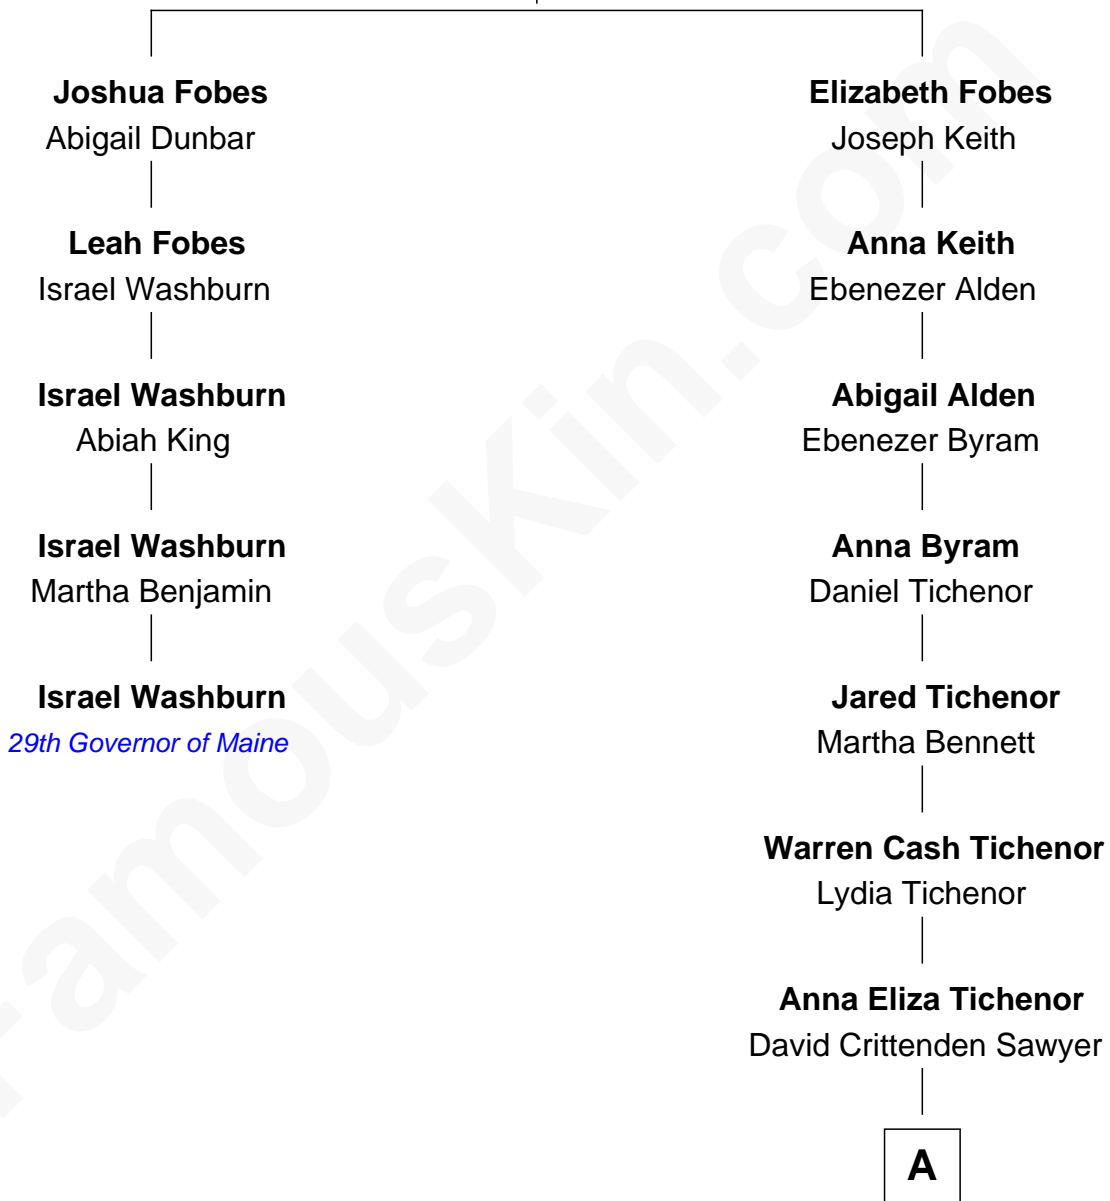 Joshua Fobes
Abigail Dunbar
Leah Fobes
Israel Washburn
Israel Washburn
Abiah King
Israel Washburn
Martha Benjamin
Israel Washburn
29th Governor of Maine
Elizabeth Fobes
Joseph Keith
Anna Keith
Ebenezer Alden
Abigail Alden
Ebenezer Byram
Anna Byram
Daniel Tichenor
Jared Tichenor
Martha Bennett
Warren Cash Tichenor
Lydia Tichenor
Anna Eliza Tichenor
David Crittenden Sawyer
A
FamousKin.com